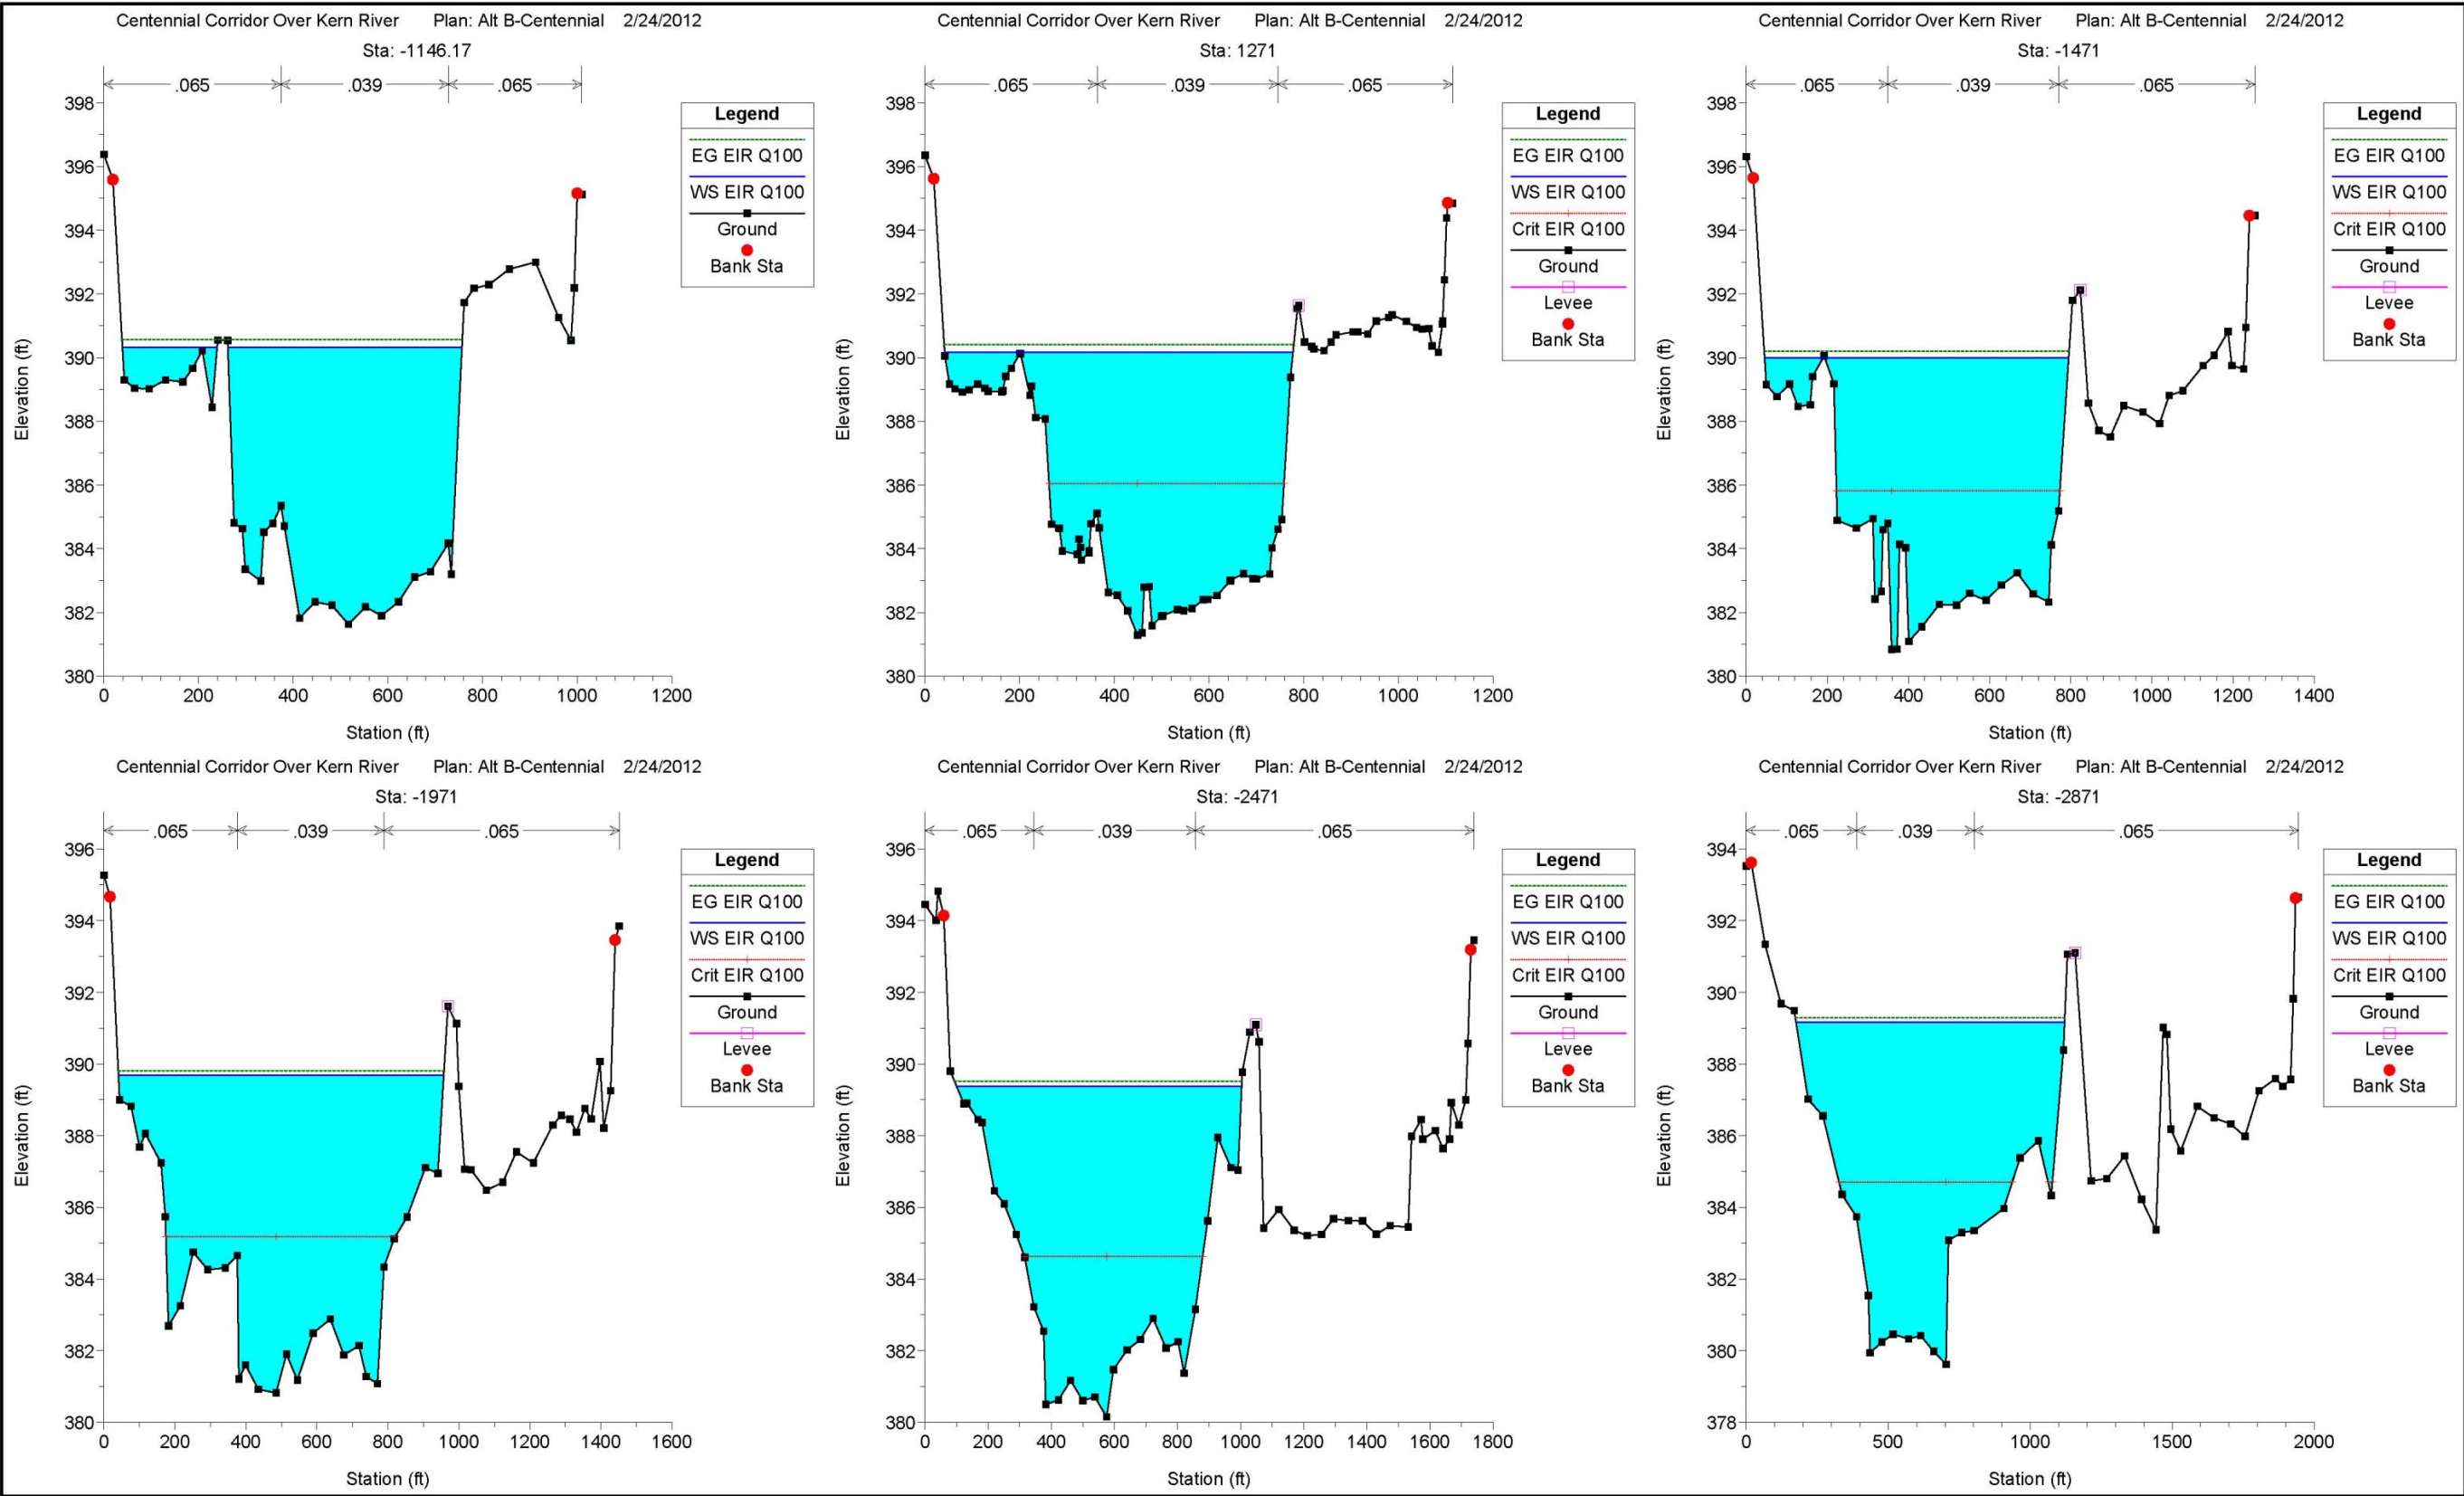 Centennial Corridor Over Kern River Plan: Alt B-Centennial 2/24/2012
Sta: -1146.17
.065 .039 .065
398
396
394
392
390
388
386
384
382
380
Elevation (ft)
0 200 400 600 800 1000 1200
Station (ft)
Legend
EG EIR Q100
WS EIR Q100
Ground
Bank Sta
Centennial Corridor Over Kern River Plan: Alt B-Centennial 2/24/2012
Sta: 1271
.065 .039 .065
398
396
394
392
390
388
386
384
382
380
Elevation (ft)
0 200 400 600 800 1000 1200
Station (ft)
Legend
EG EIR Q100
WS EIR Q100
Crit EIR Q100
Ground
Levee
Bank Sta
Centennial Corridor Over Kern River Plan: Alt B-Centennial 2/24/2012
Sta: -1471
.065 .039 .065
398
396
394
392
390
388
386
384
382
380
Elevation (ft)
0 200 400 600 800 1000 1200 1400
Station (ft)
Legend
EG EIR Q100
WS EIR Q100
Crit EIR Q100
Ground
Levee
Bank Sta
Centennial Corridor Over Kern River Plan: Alt B-Centennial 2/24/2012
Sta: -1971
.065 .039 .065
396
394
392
390
388
386
384
382
380
Elevation (ft)
0 200 400 600 800 1000 1200 1400 1600
Station (ft)
Legend
EG EIR Q100
WS EIR Q100
Crit EIR Q100
Ground
Levee
Bank Sta
Centennial Corridor Over Kern River Plan: Alt B-Centennial 2/24/2012
Sta: -2471
.065 .039 .065
396
394
392
390
388
386
384
382
380
Elevation (ft)
0 200 400 600 800 1000 1200 1400 1600 1800
Station (ft)
Legend
EG EIR Q100
WS EIR Q100
Crit EIR Q100
Ground
Levee
Bank Sta
Centennial Corridor Over Kern River Plan: Alt B-Centennial 2/24/2012
Sta: -2871
.065 .039 .065
394
392
390
388
386
384
382
380
378
Elevation (ft)
0 500 1000 1500 2000
Station (ft)
Legend
EG EIR Q100
WS EIR Q100
Crit EIR Q100
Ground
Levee
Bank Sta